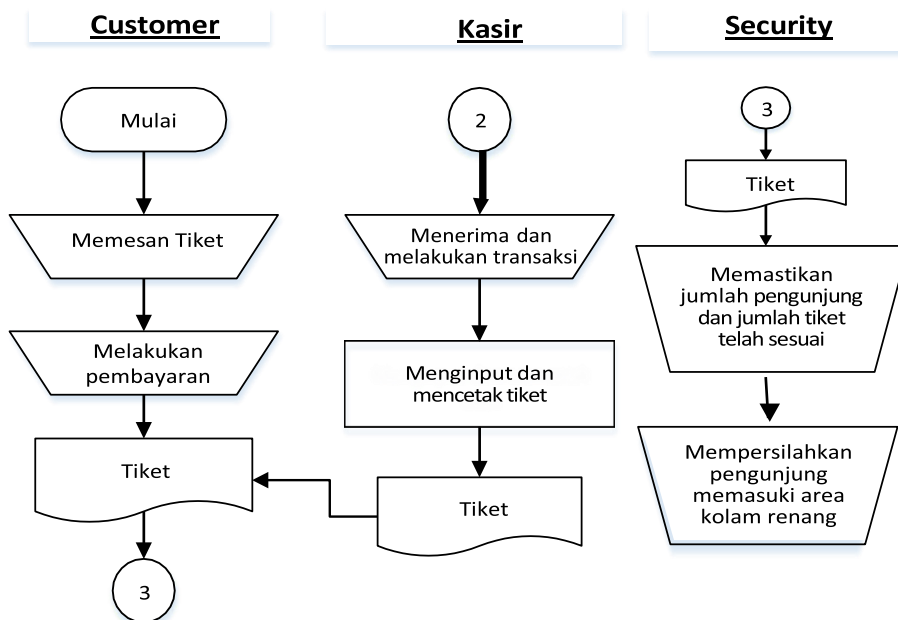 Customer
Mulai
Memesan Tiket
Melakukan
pembayaran
Tiket
3
Kasir
2
Menerima dan
melakukan transaksi
Menginput dan
mencetak tiket
Tiket
Security
3
Tiket
Memastikan
jumlah pengunjung
dan jumlah tiket
telah sesuai
Mempersilahkan
pengunjung
memasuki area
kolam renang